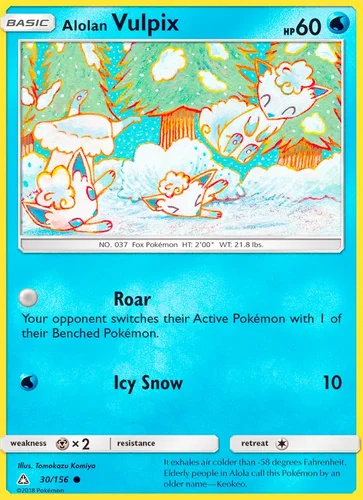 BASIC Alolan Vulpix HP60
NO. 037 Fox Pokémon HT: 2'00" WT: 21.8 lbs.
Roar
Your opponent switches their Active Pokémon with 1 of
their Benched Pokémon.
Icy Snow 10
weakness × 2 resistance retreat
Illus. Tomokazu Komiya
30/156
©2018 Pokémon
It exhales air colder than -58 degrees Fahrenheit.
Elderly people in Alola call this Pokémon by an
older name—Keokeo.